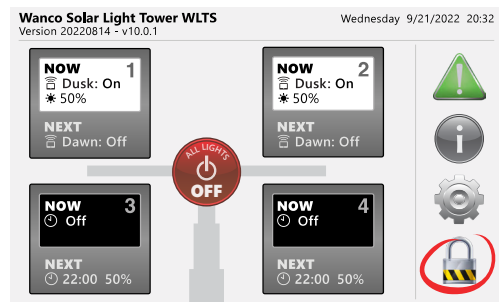 Wanco Solar Light Tower WLTS
Wednesday 9/21/2022 20:32
Version 20220814 - v10.0.1
NOW 1
Dusk: On
50%
NEXT
Dawn: Off
NOW 2
Dusk: On
50%
NEXT
Dawn: Off
ALL LIGHTS
OFF
NOW 3
Off
NEXT
22:00 50%
NOW 4
Off
NEXT
22:00 50%